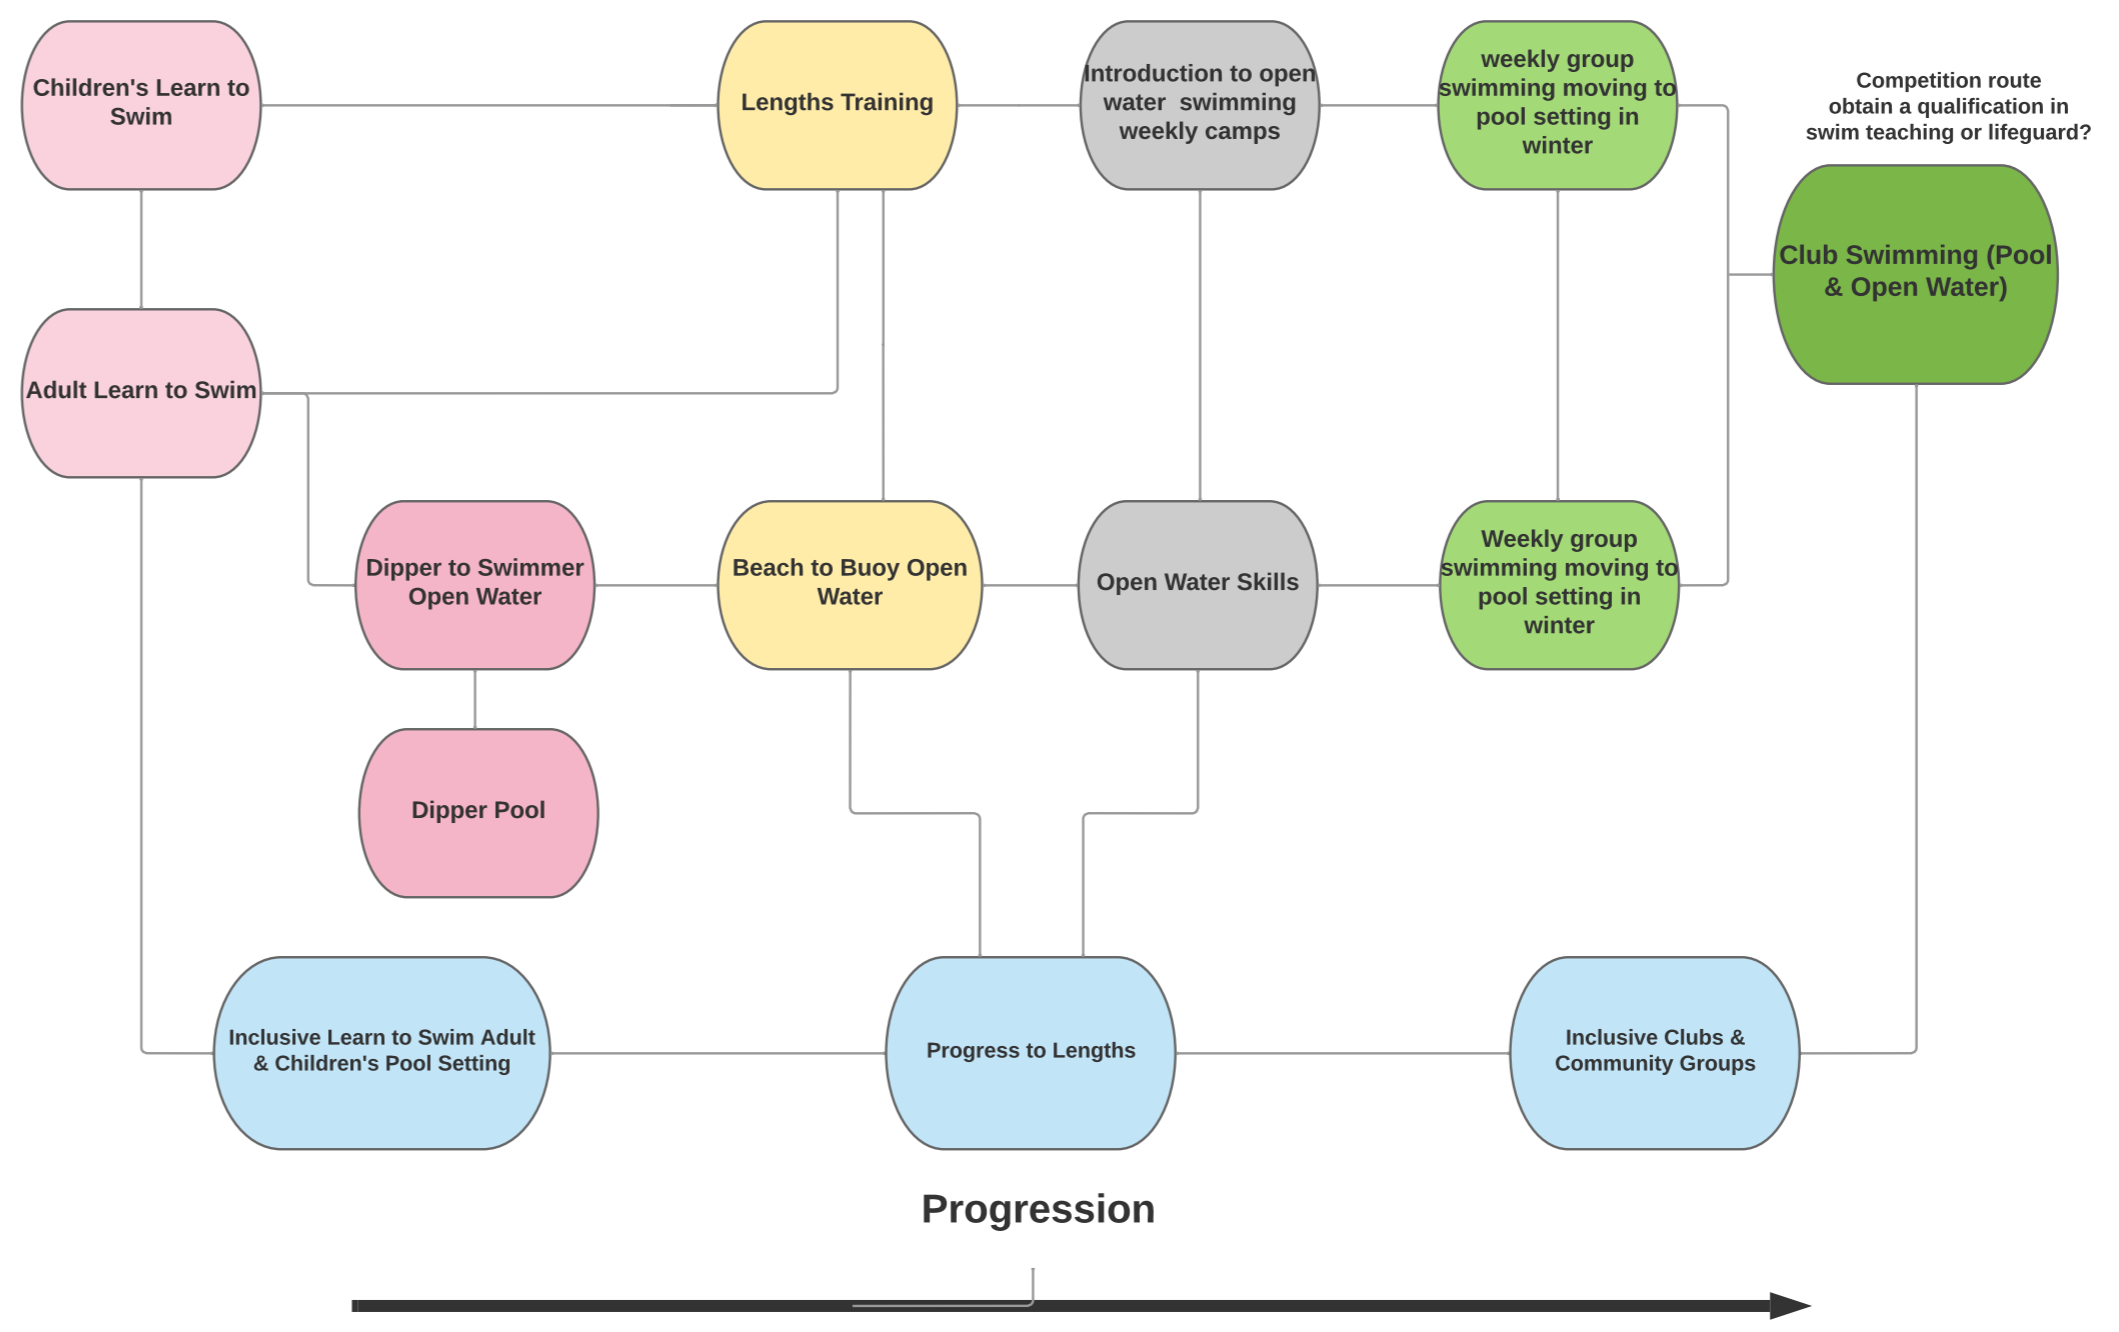 Children's Learn to
Swim
Lengths Training
Introduction to open
water  swimming
weekly camps
weekly group
swimming moving to
pool setting in
winter
Competition route
obtain a qualification in
swim teaching or lifeguard?
Club Swimming (Pool
& Open Water)
Adult Learn to Swim
Dipper to Swimmer
Open Water
Beach to Buoy Open
Water
Open Water Skills
Weekly group
swimming moving to
pool setting in
winter
Dipper Pool
Inclusive Learn to Swim Adult
& Children's Pool Setting
Progress to Lengths
Inclusive Clubs &
Community Groups
Progression